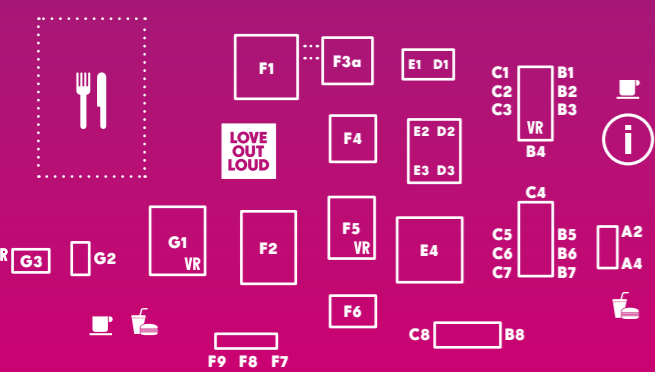 F1
F3a
E1 D1
C1
C2
C3
B1
B2
B3
VR
B4
i
LOVE
OUT
LOUD
F4
E2 D2
E3 D3
C4
G1
VR
F2
F5
VR
E4
C5
C6
C7
B5
B6
B7
A2
A4
R
G3
G2
F6
C8
B8
F9 F8 F7